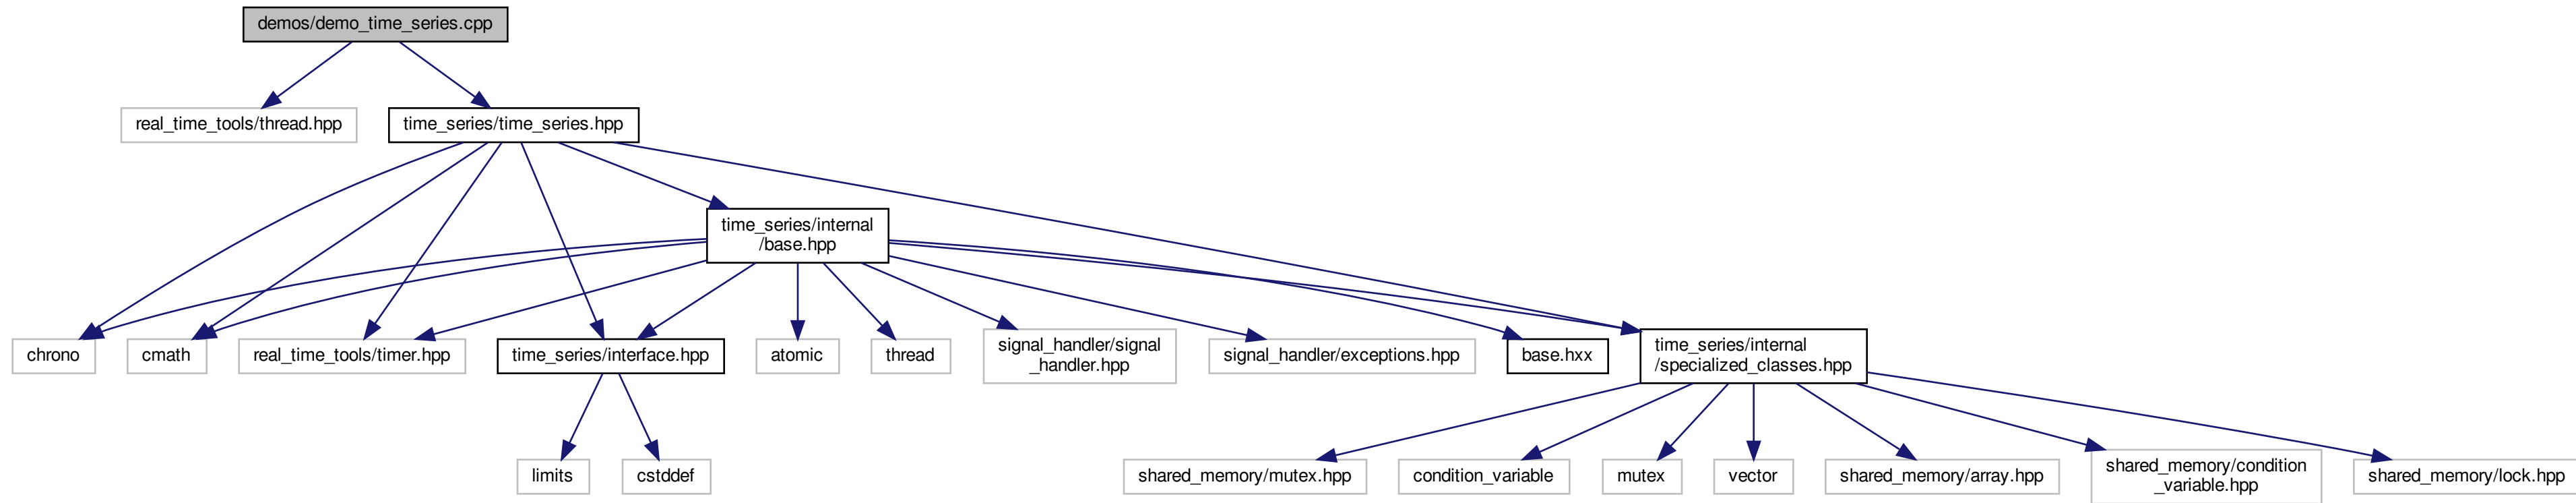 demos/demo_time_series.cpp
real_time_tools/thread.hpp
time_series/time_series.hpp
time_series/internal
/base.hpp
chrono
cmath
real_time_tools/timer.hpp
time_series/interface.hpp
atomic
thread
signal_handler/signal
_handler.hpp
signal_handler/exceptions.hpp
base.hxx
time_series/internal
/specialized_classes.hpp
limits
cstddef
shared_memory/mutex.hpp
condition_variable
mutex
vector
shared_memory/array.hpp
shared_memory/condition
_variable.hpp
shared_memory/lock.hpp